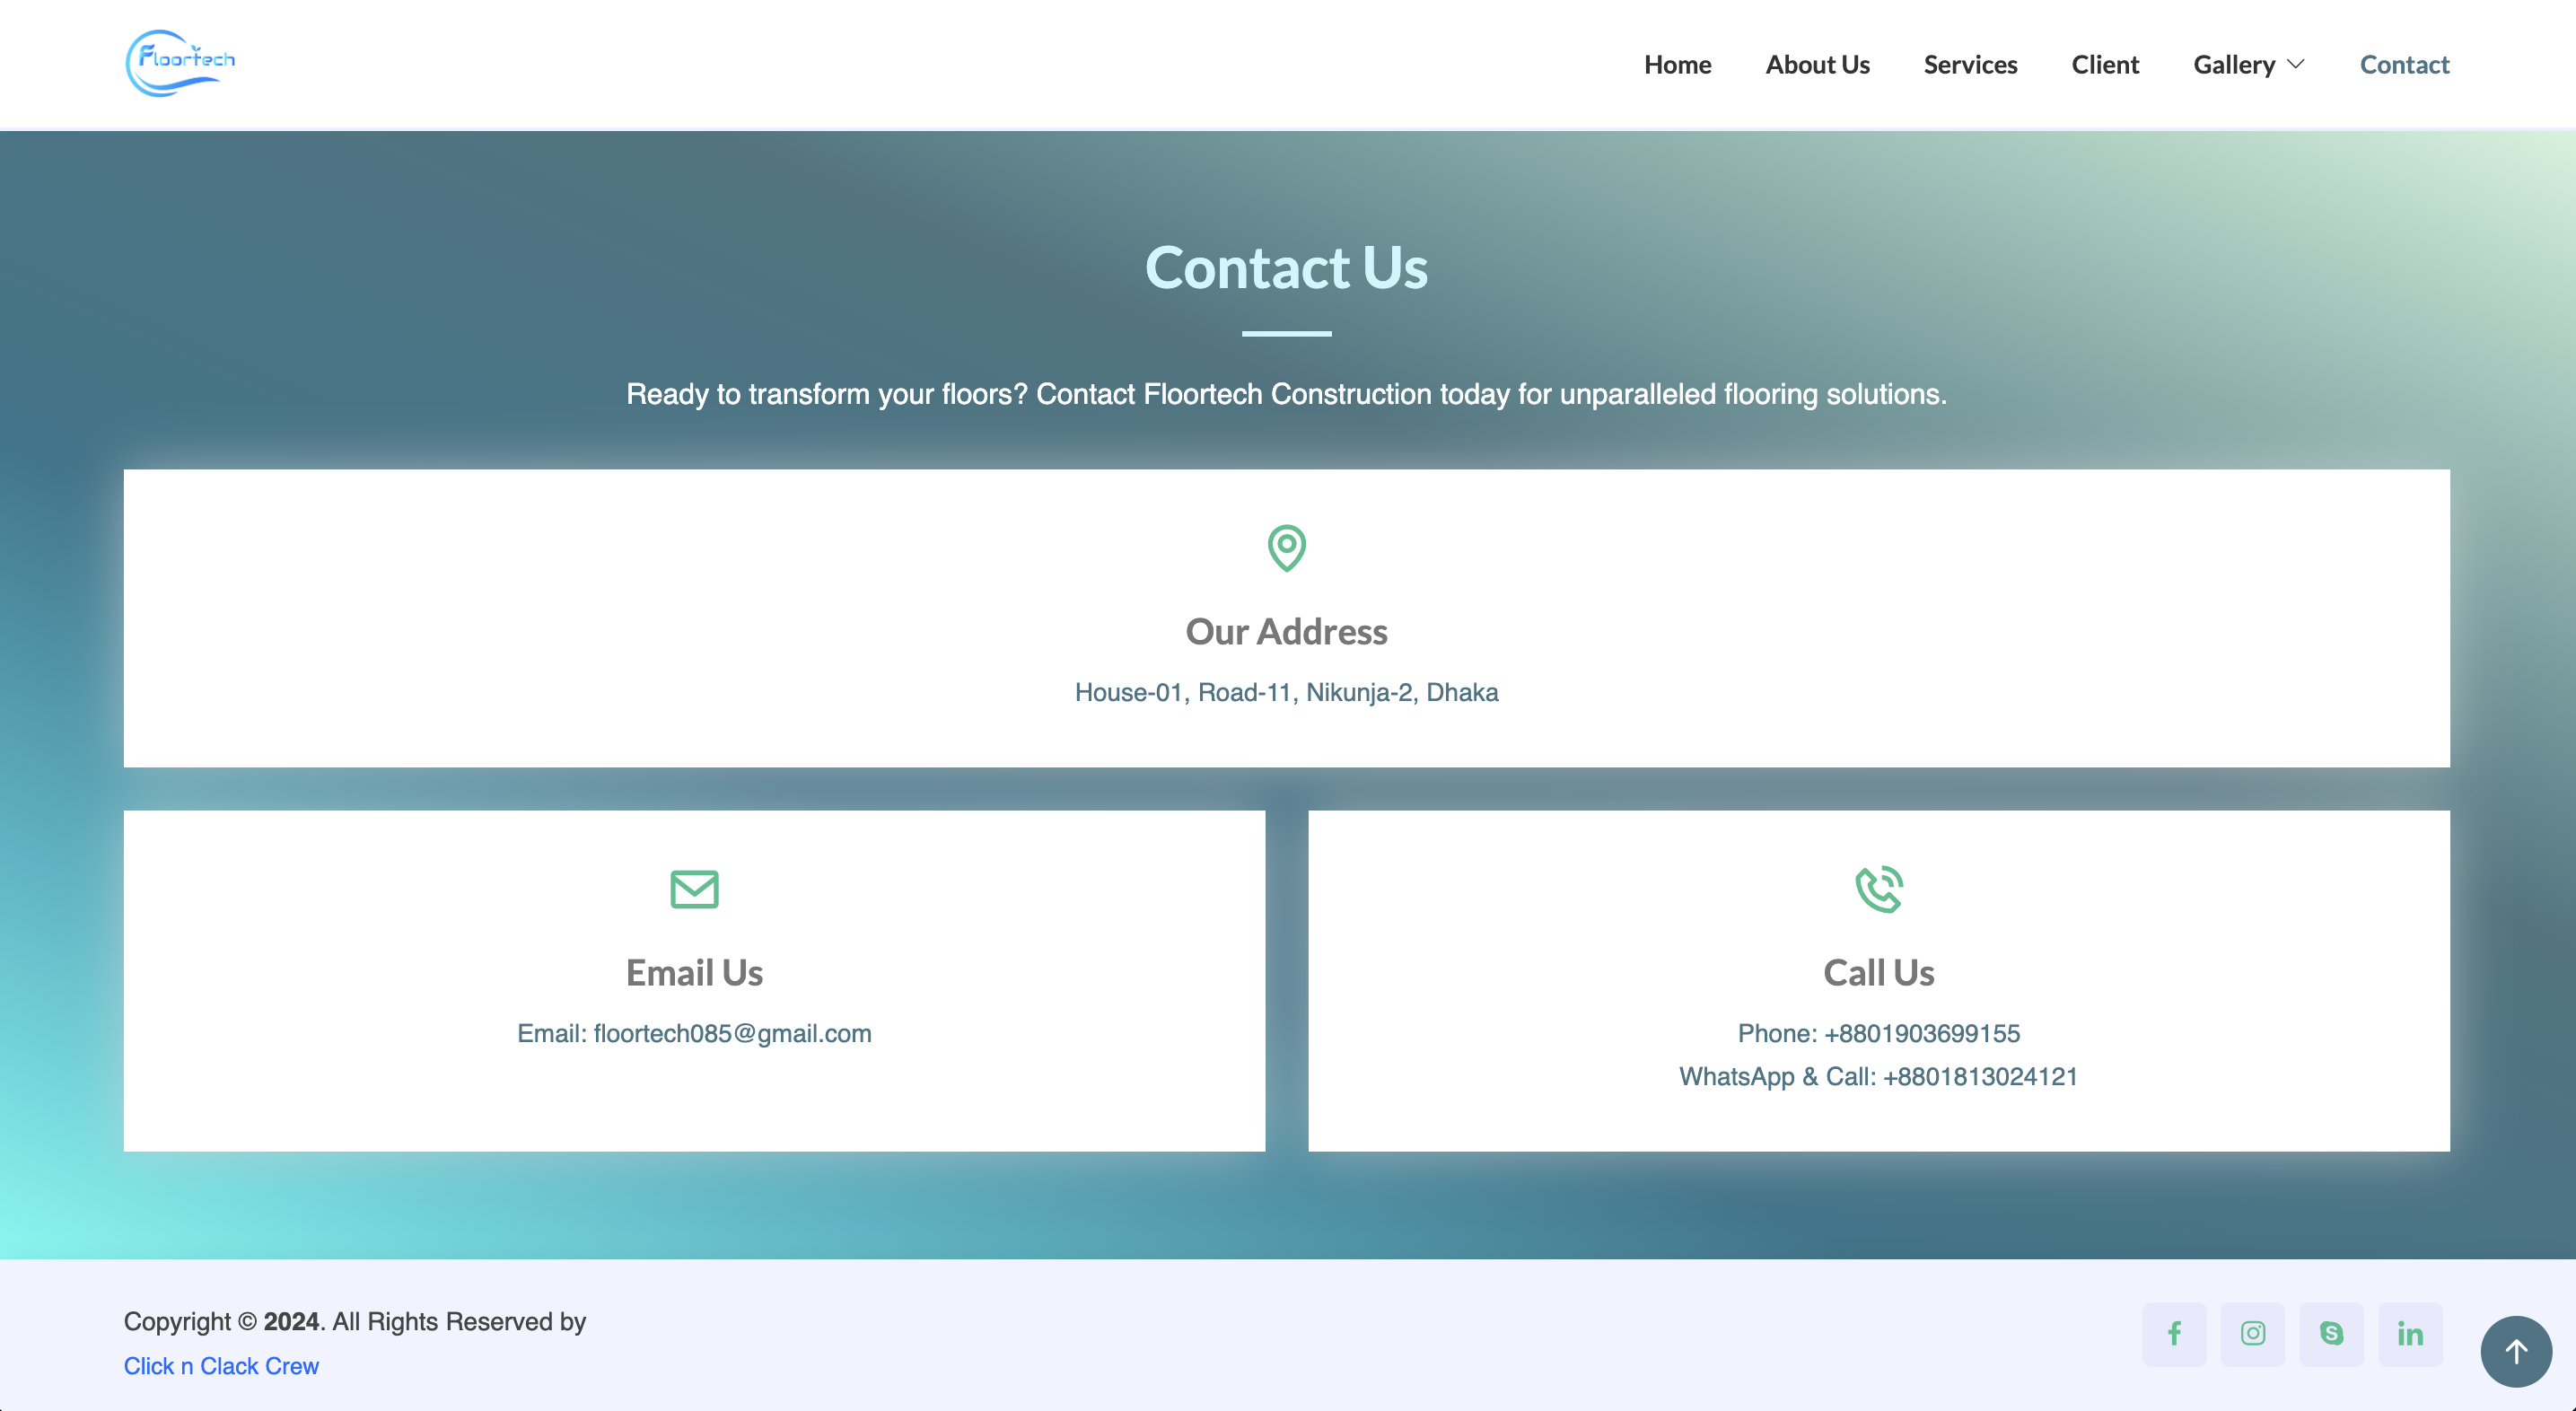 Floortech
Home About Us Services Client Gallery Contact
Contact Us
Ready to transform your floors? Contact Floortech Construction today for unparalleled flooring solutions.
Our Address
House-01, Road-11, Nikunja-2, Dhaka
Email Us
Email: floortech085@gmail.com
Call Us
Phone: +8801903699155
WhatsApp & Call: +8801813024121
Copyright © 2024. All Rights Reserved by
Click n Clack Crew